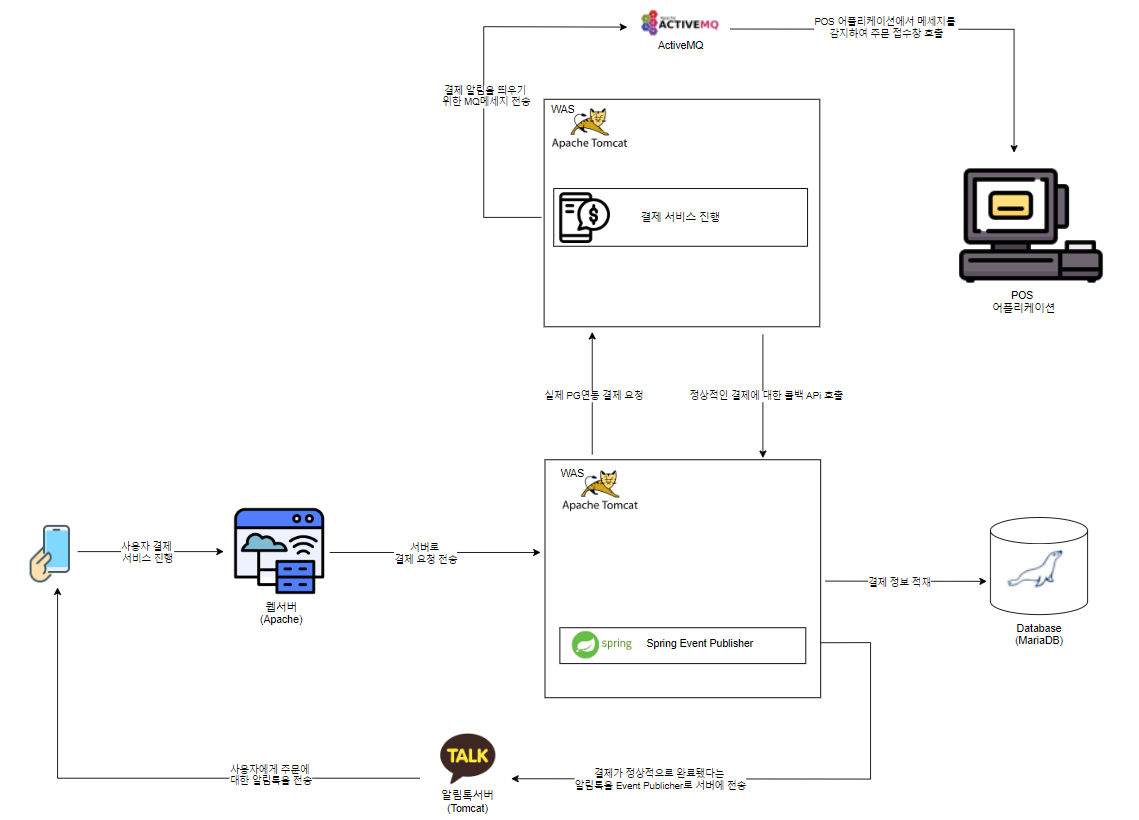 Apache
ACTIVEMQ
ActiveMQ
POS 어플리케이션에서 메세지를
감지하여 주문 접수창 호출
결제 알림을 띄우기
위한 MQ메세지 전송
WAS
Apache Tomcat
$
결제 서비스 진행
POS
어플리케이션
실제 PG연동 결제 요청
정상적인 결제에 대한 콜백 API 호출
WAS
Apache Tomcat
사용자 결제
서비스 진행
웹서버
(Apache)
서버로
결제 요청 전송
결제 정보 적재
Database
(MariaDB)
spring
Spring Event Publisher
TALK
알림톡서버
(Tomcat)
사용자에게 주문에
대한 알림톡을 전송
결제가 정상적으로 완료됐다는
알림톡을 Event Publicher로 서버에 전송